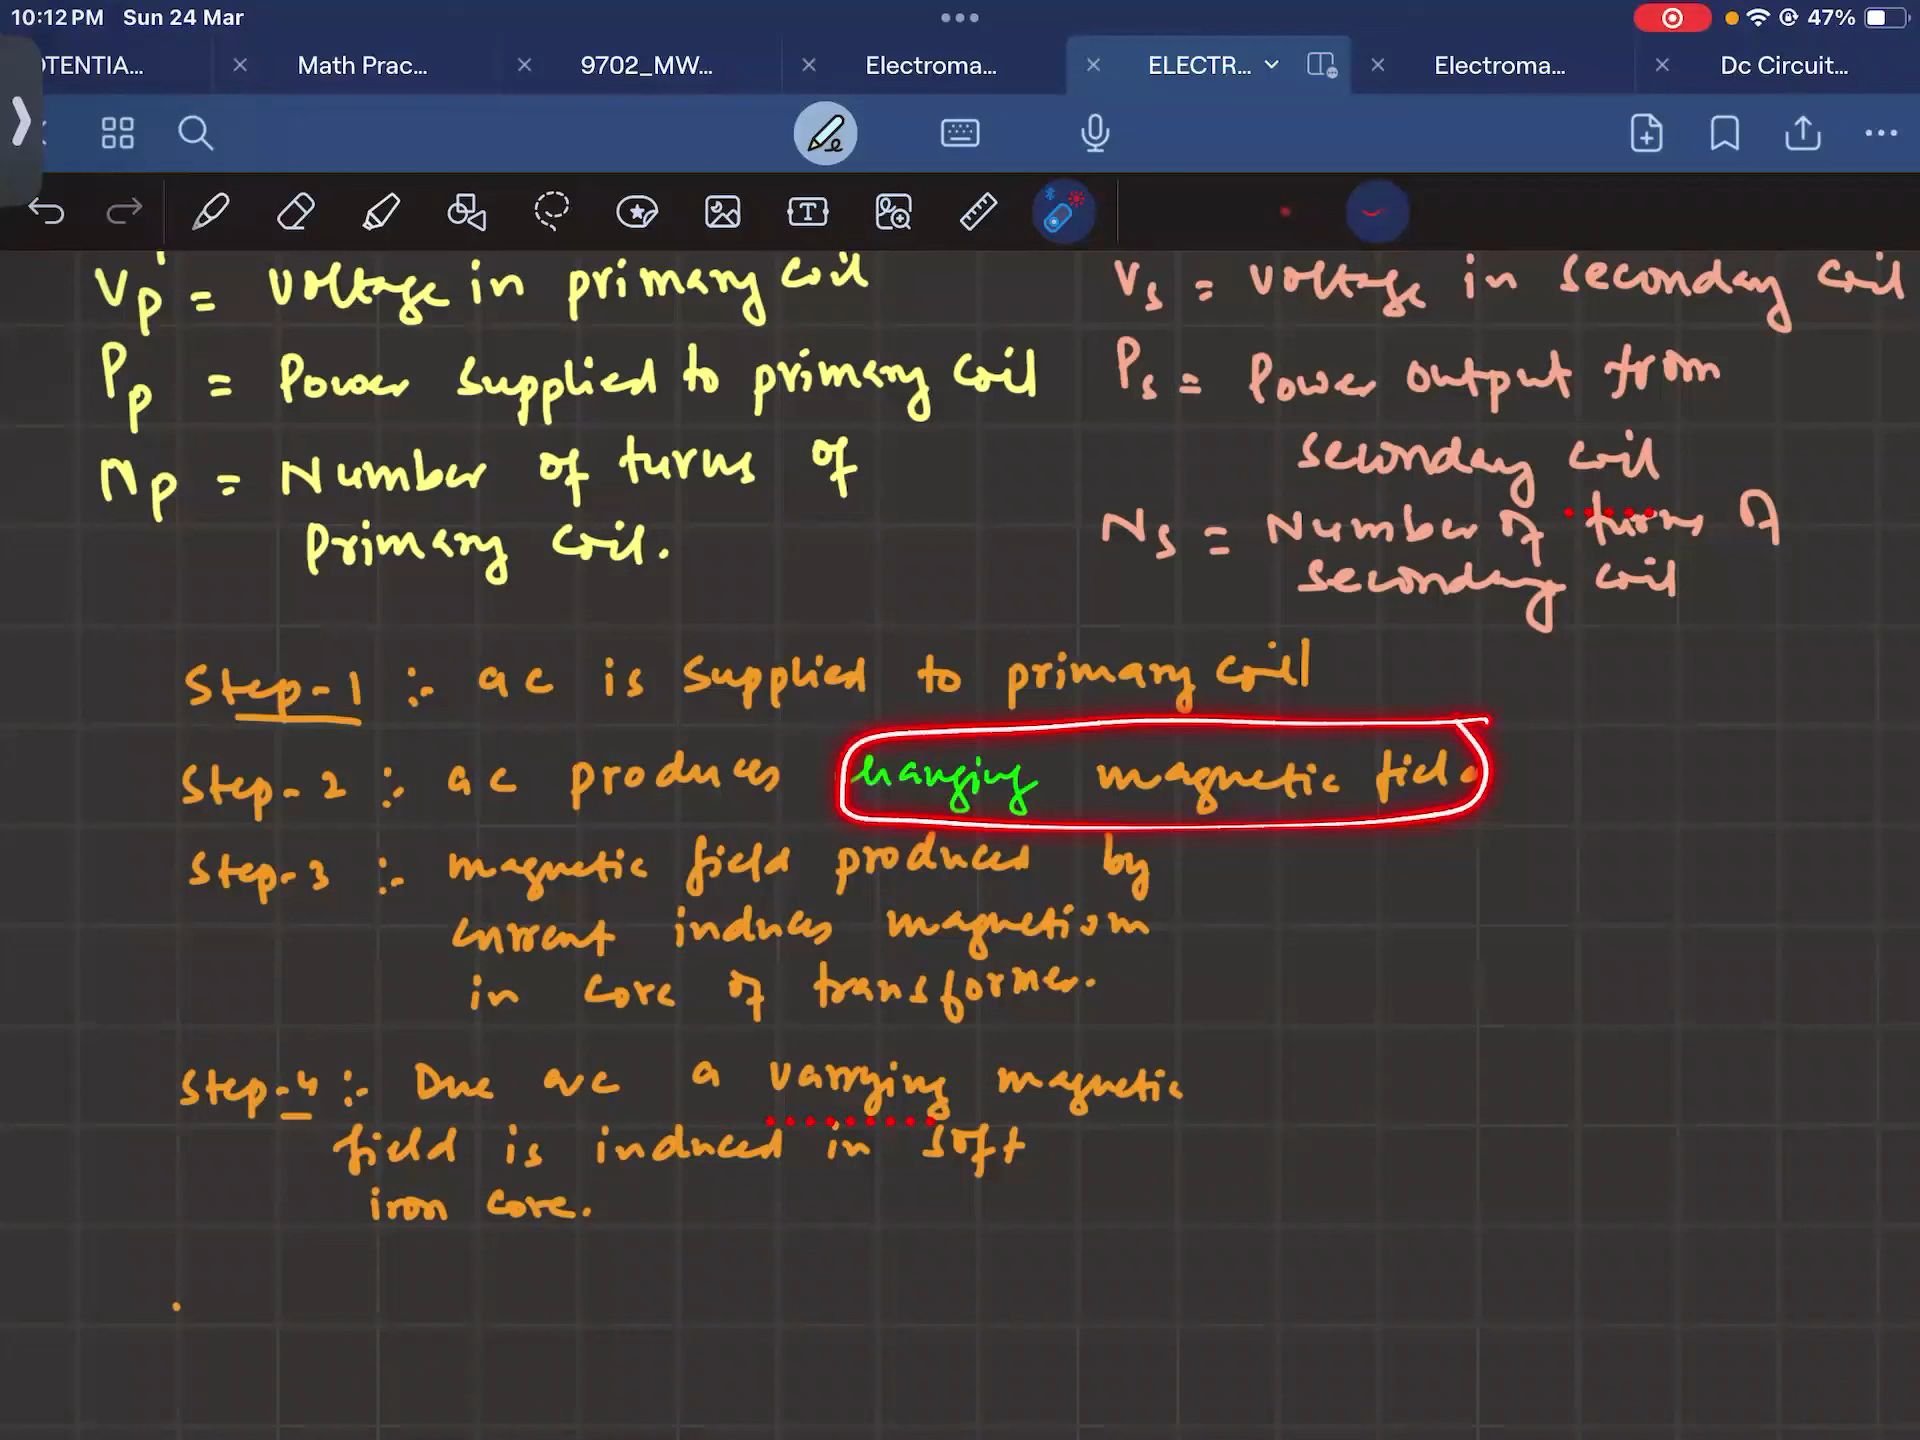 10:12 PM Sun 24 Mar
47%
OTENTIA...
Math Prac...
9702_MW...
Electroma...
ELECTR...
Electroma...
Dc Circuit...
Vp = Voltage in primary coil
Pp = Power supplied to primary coil
np = Number of turns of
primary coil.
Vs = Voltage in secondary coil
Ps = Power output from
secondary coil
Ns = Number of turns of
secondary coil
Step-1 :- ac is supplied to primary coil
Step-2 :- ac produces hanging magnetic field
Step-3 :- magnetic field produced by
current induces magnetism
in core of transformer.
Step-4 :- Due a varrying magnetic
field is induced in soft
iron core.